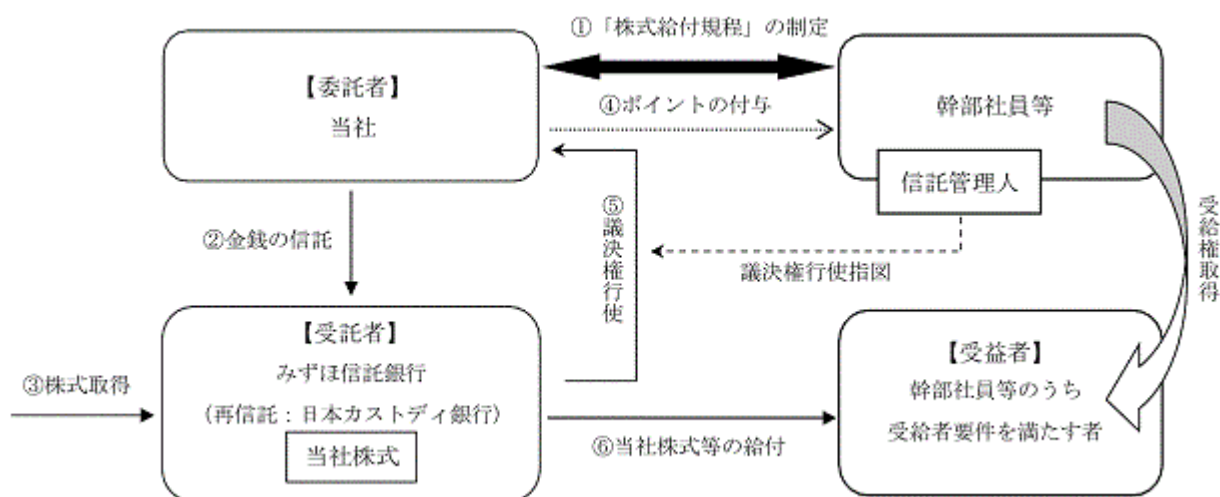 ①「株式給付規程」の制定
【委託者】
当社
④ポイントの付与
幹部社員等
信託管理人
②金銭の信託
⑤議決権行使
議決権行使指図
受給権取得
【受託者】
みずほ信託銀行
(再信託:日本カストディ銀行)
当社株式
③株式取得
⑥当社株式等の給付
【受益者】
幹部社員等のうち
受給者要件を満たす者